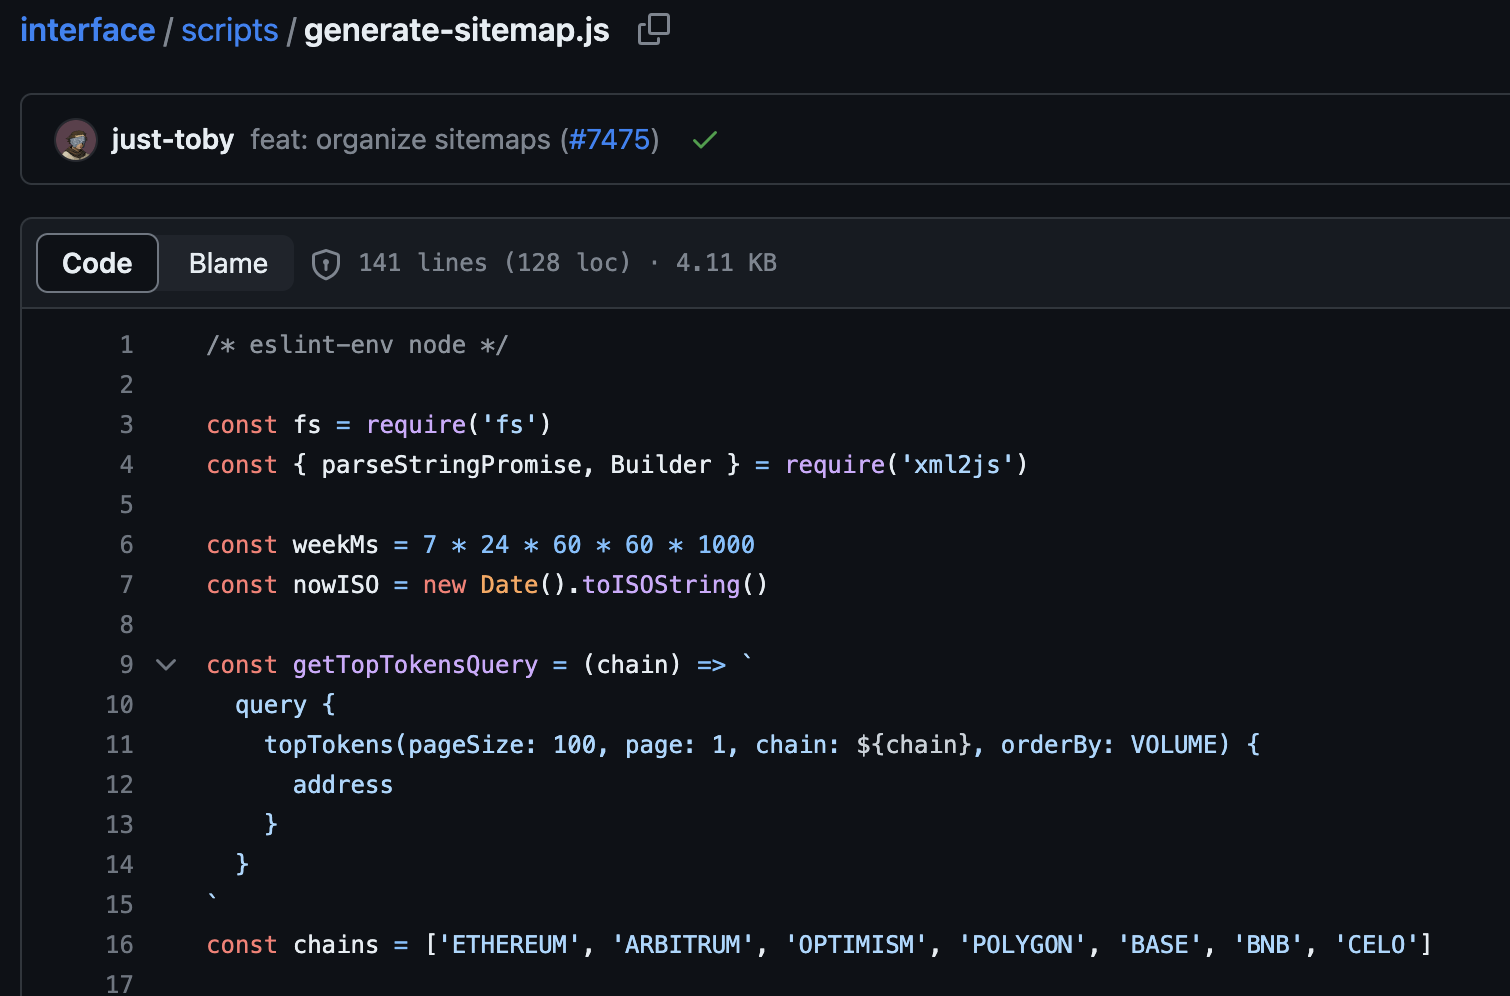 interface / scripts / generate-sitemap.js
just-toby feat: organize sitemaps (#7475)
Code Blame 141 lines (128 loc) · 4.11 KB
1 /* eslint-env node */
2
3 const fs = require('fs')
4 const { parseStringPromise, Builder } = require('xml2js')
5
6 const weekMs = 7 * 24 * 60 * 60 * 1000
7 const nowISO = new Date().toISOString()
8
9 const getTopTokensQuery = (chain) => `
10   query {
11     topTokens(pageSize: 100, page: 1, chain: ${chain}, orderBy: VOLUME) {
12       address
13     }
14   }
15 `
16 const chains = ['ETHEREUM', 'ARBITRUM', 'OPTIMISM', 'POLYGON', 'BASE', 'BNB', 'CELO']
17